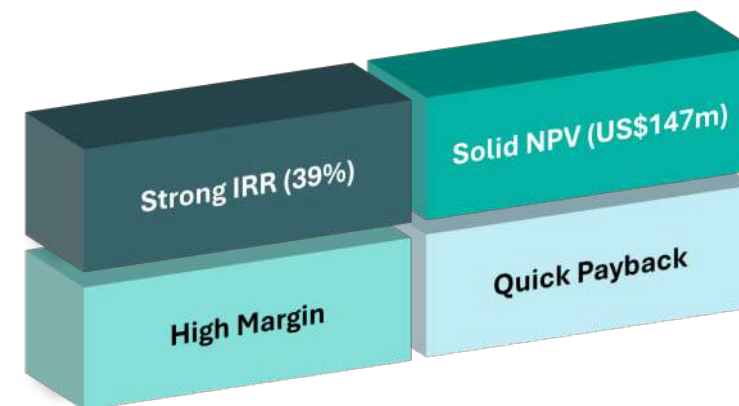 Strong IRR (39%)
Solid NPV (US$147m)
High Margin
Quick Payback